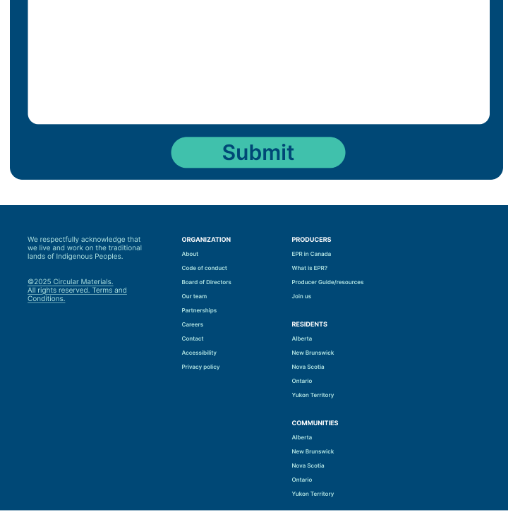 Submit
We respectfully acknowledge that
we live and work on the traditional
lands of Indigenous Peoples.
©2025 Circular Materials.
All rights reserved. Terms and
Conditions.
ORGANIZATION
About
Code of conduct
Board of Directors
Our team
Partnerships
Careers
Contact
Accessibility
Privacy policy
PRODUCERS
EPR in Canada
What is EPR?
Producer Guide/resources
Join us
RESIDENTS
Alberta
New Brunswick
Nova Scotia
Ontario
Yukon Territory
COMMUNITIES
Alberta
New Brunswick
Nova Scotia
Ontario
Yukon Territory